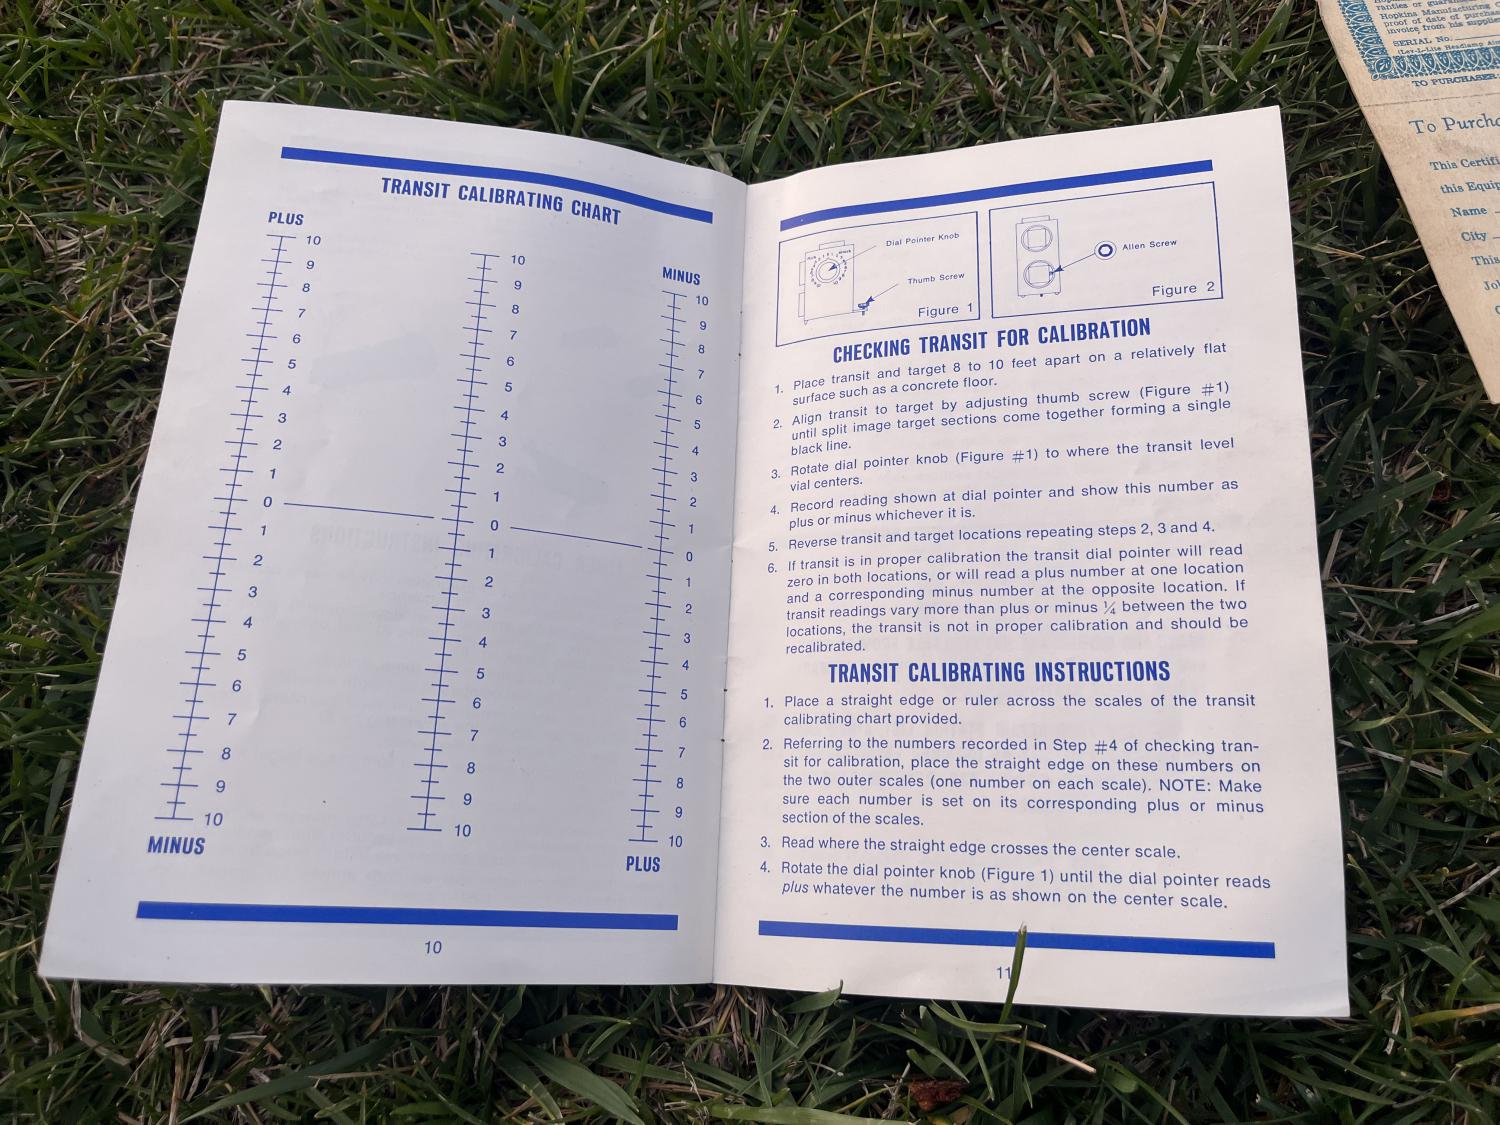 TRANSIT CALIBRATING CHART
PLUS
10
9
8
7
6
5
4
3
2
1
0
1
2
3
4
5
6
7
8
9
10
MINUS
10
9
8
7
6
5
4
3
2
1
0
1
2
3
4
5
6
7
8
9
10
MINUS
10
9
8
7
6
5
4
3
2
1
0
1
2
3
4
5
6
7
8
9
10
PLUS
10
Dial Pointer Knob
Thumb Screw
Figure 1
Allen Screw
Figure 2
CHECKING TRANSIT FOR CALIBRATION
1. Place transit and target 8 to 10 feet apart on a relatively flat
surface such as a concrete floor.
2. Align transit to target by adjusting thumb screw (Figure #1)
until split image target sections come together forming a single
black line.
3. Rotate dial pointer knob (Figure #1) to where the transit level
vial centers.
4. Record reading shown at dial pointer and show this number as
plus or minus whichever it is.
5. Reverse transit and target locations repeating steps 2, 3 and 4.
6. If transit is in proper calibration the transit dial pointer will read
zero in both locations, or will read a plus number at one location
and a corresponding minus number at the opposite location. If
transit readings vary more than plus or minus ¼ between the two
locations, the transit is not in proper calibration and should be
recalibrated.
TRANSIT CALIBRATING INSTRUCTIONS
1. Place a straight edge or ruler across the scales of the transit
calibrating chart provided.
2. Referring to the numbers recorded in Step #4 of checking tran-
sit for calibration, place the straight edge on these numbers on
the two outer scales (one number on each scale). NOTE: Make
sure each number is set on its corresponding plus or minus
section of the scales.
3. Read where the straight edge crosses the center scale.
4. Rotate the dial pointer knob (Figure 1) until the dial pointer reads
plus whatever the number is as shown on the center scale.
11
ranties or
Hopkins Manufacturing
proof of date of purchase
invoice from his
SERIAL No.
TO PURCHASER
To
This
this
Name
City
This